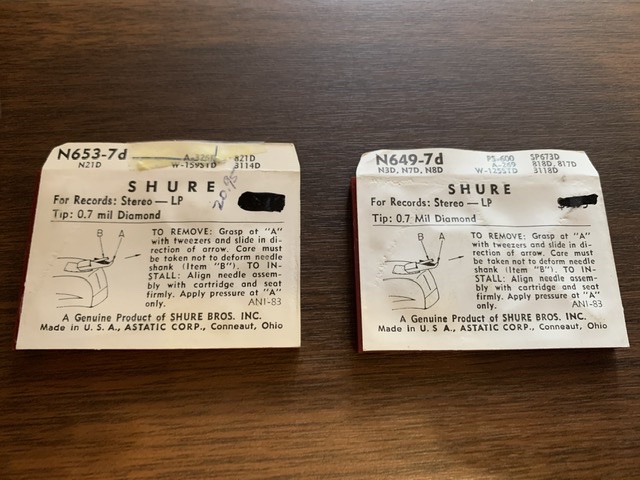 N653-7d
N21D
821D
W-159STD 3114D
SHURE
20.95
For Records: Stereo — LP
Tip: 0.7 mil Diamond
B A
TO REMOVE: Grasp at "A"
with tweezers and slide in di-
rection of arrow. Care must
be taken not to deform needle
shank (Item "B"). TO IN-
STALL: Align needle assem-
bly with cartridge and seat
firmly. Apply pressure at "A"
only.
AN1-83
A Genuine Product of SHURE BROS. INC.
Made in U. S. A., ASTATIC CORP., Conneaut, Ohio
N649-7d
PS-600 SP673D
N3D, N7D, N8D
A-269 818D, 817D
W-125STD 3118D
SHURE
For Records: Stereo — LP
Tip: 0.7 Mil Diamond
B A
TO REMOVE: Grasp at "A"
with tweezers and slide in di-
rection of arrow. Care must
be taken not to deform needle
shank (Item "B"). TO IN-
STALL: Align needle assem-
bly with cartridge and seat
firmly. Apply pressure at "A"
only.
AN1-83
A Genuine Product of SHURE BROS. INC.
Made in U. S. A., ASTATIC CORP., Conneaut, Ohio